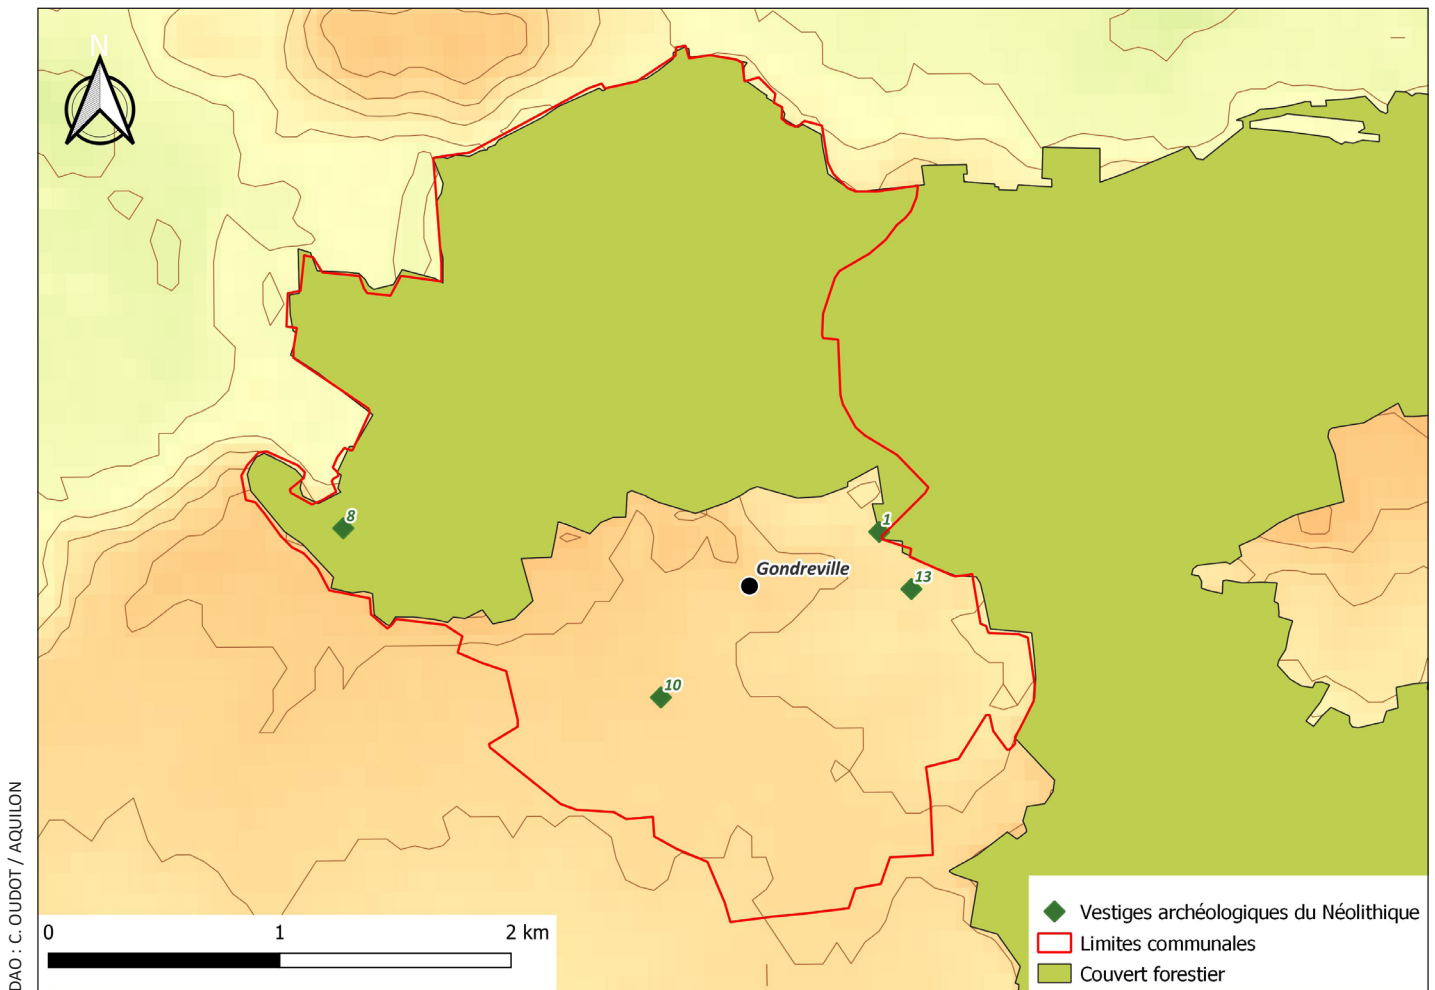 N
8
1
Gondreville
13
10
0 1 2 km
Vestiges archéologiques du Néolithique
Limites communales
Couvert forestier
DAO : C. OUDOT / AQUILON